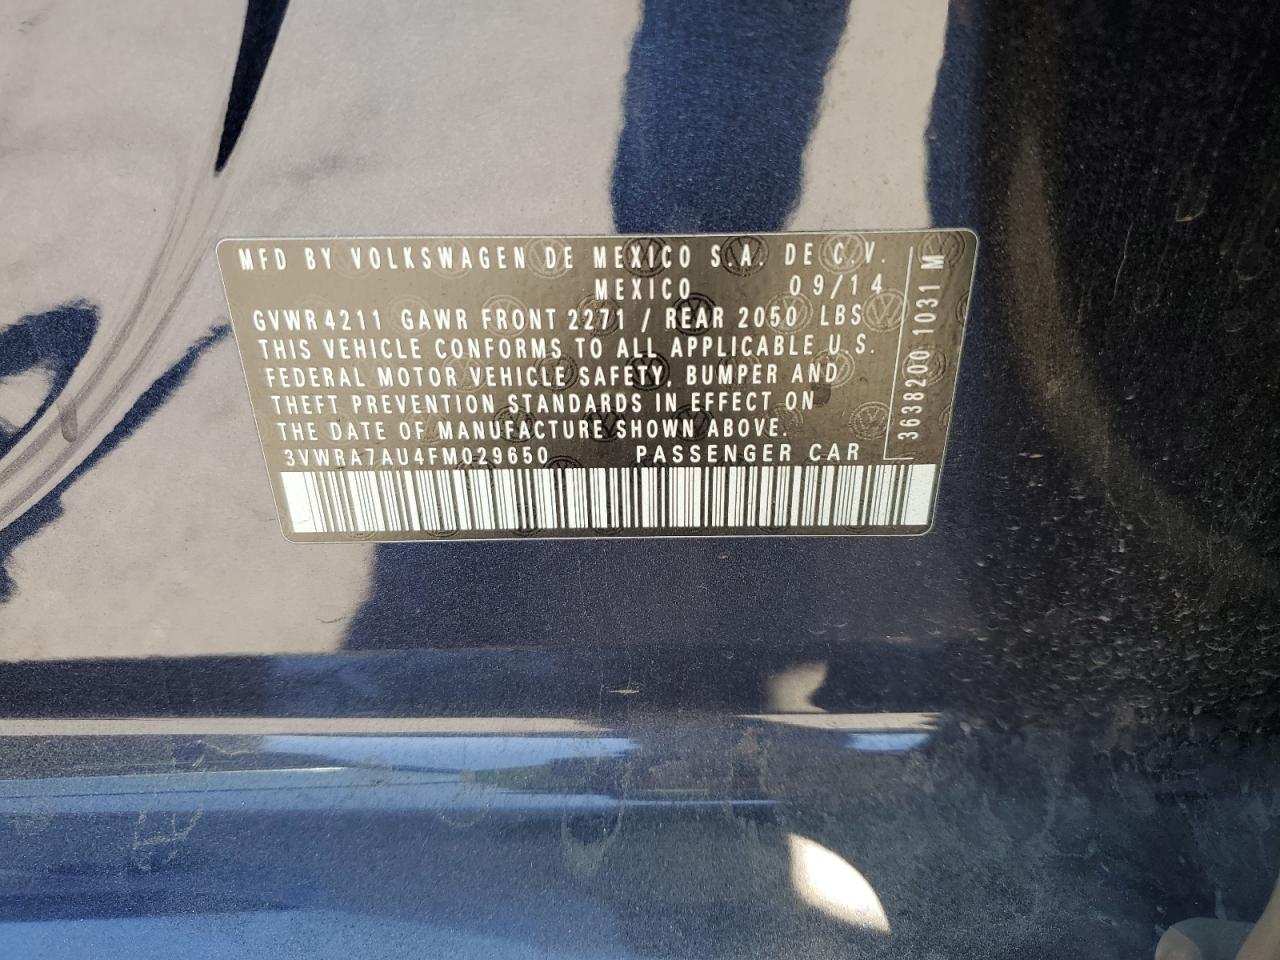 MFD BY VOLKSWAGEN DE MEXICO S.A. DE C.V.
MEXICO 09/14
GVWR 4211 GAWR FRONT 2271 / REAR 2050 LBS
THIS VEHICLE CONFORMS TO ALL APPLICABLE U.S.
FEDERAL MOTOR VEHICLE SAFETY, BUMPER AND
THEFT PREVENTION STANDARDS IN EFFECT ON
THE DATE OF MANUFACTURE SHOWN ABOVE.
3VWRA7AU4FM029650 PASSENGER CAR
3638200 1031 M